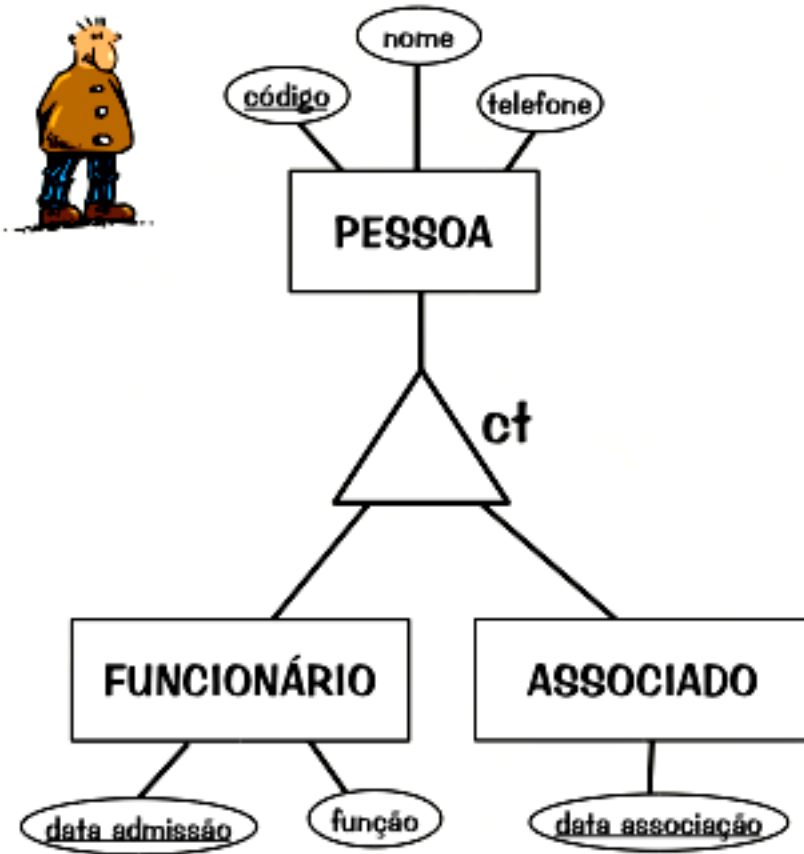 nome
código
telefone
PESSOA
ct
FUNCIONÁRIO
ASSOCIADO
data admissão
função
data associação